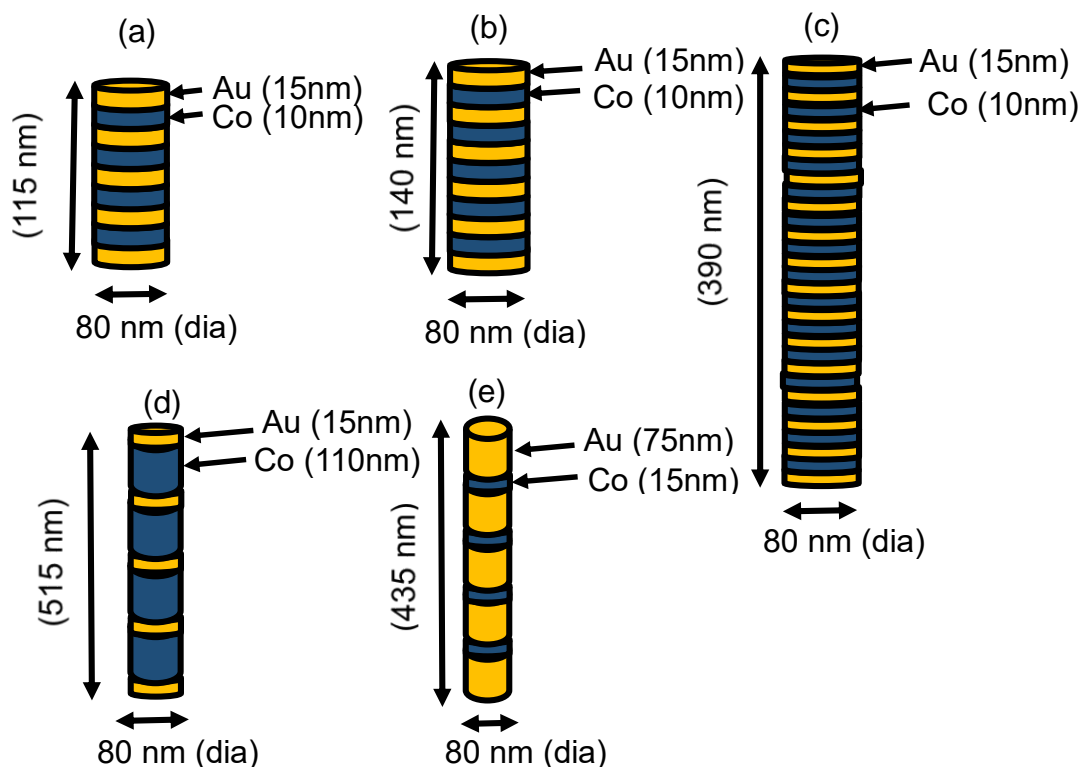 (a)
Au (15nm)
Co (10nm)
(115 nm)
80 nm (dia)
(b)
Au (15nm)
Co (10nm)
(140 nm)
80 nm (dia)
(c)
Au (15nm)
Co (10nm)
(390 nm)
80 nm (dia)
(d)
Au (15nm)
Co (110nm)
(515 nm)
80 nm (dia)
(e)
Au (75nm)
Co (15nm)
(435 nm)
80 nm (dia)